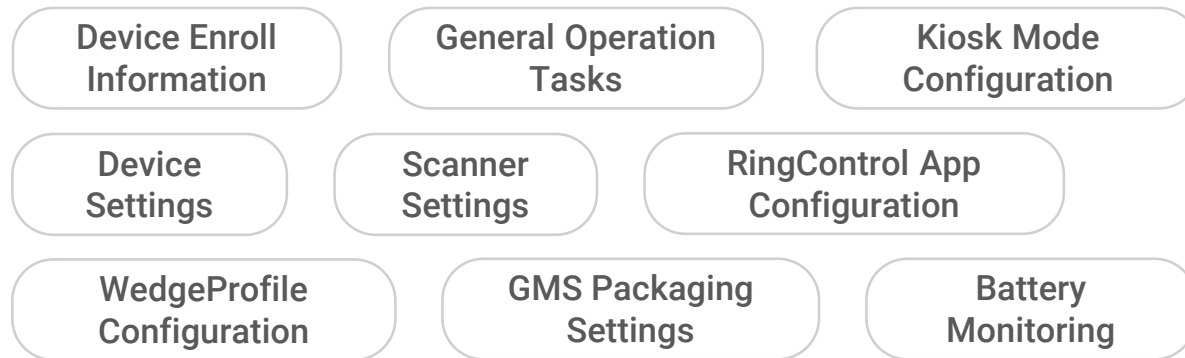 Device Enroll
Information
General Operation
Tasks
Kiosk Mode
Configuration
Device
Settings
Scanner
Settings
RingControl App
Configuration
WedgeProfile
Configuration
GMS Packaging
Settings
Battery
Monitoring